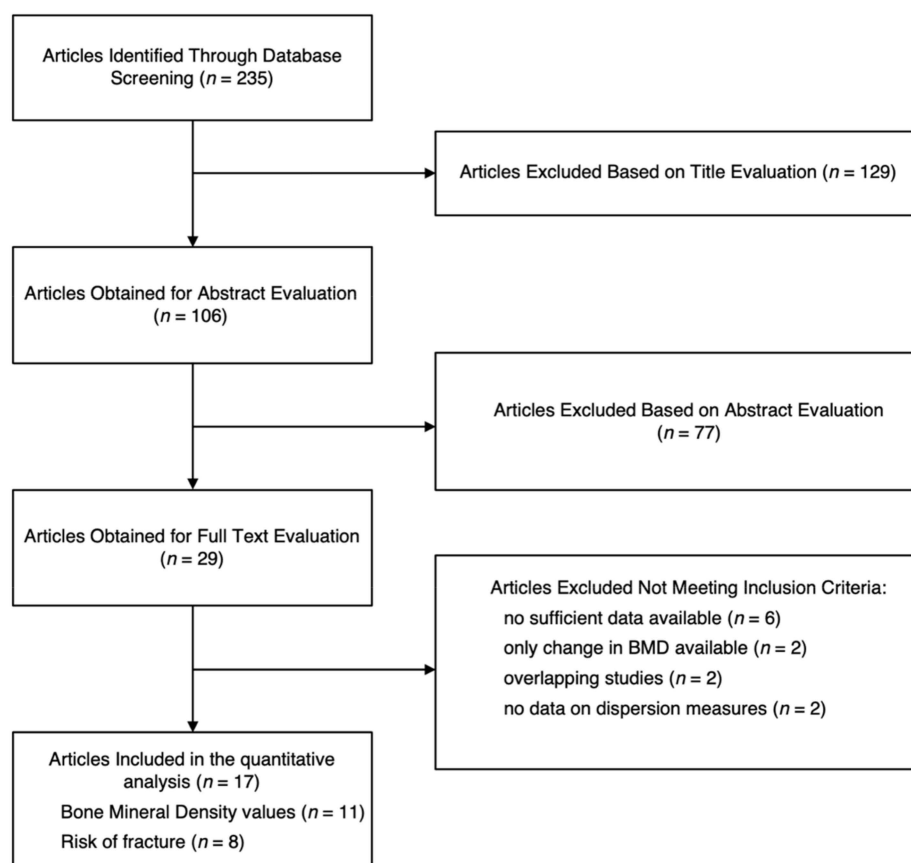 Articles Identified Through Database
Screening (n = 235)
Articles Excluded Based on Title Evaluation (n = 129)
Articles Obtained for Abstract Evaluation
(n = 106)
Articles Excluded Based on Abstract Evaluation
(n = 77)
Articles Obtained for Full Text Evaluation
(n = 29)
Articles Excluded Not Meeting Inclusion Criteria:
no sufficient data available (n = 6)
only change in BMD available (n = 2)
overlapping studies (n = 2)
no data on dispersion measures (n = 2)
Articles Included in the quantitative
analysis (n = 17)
Bone Mineral Density values (n = 11)
Risk of fracture (n = 8)